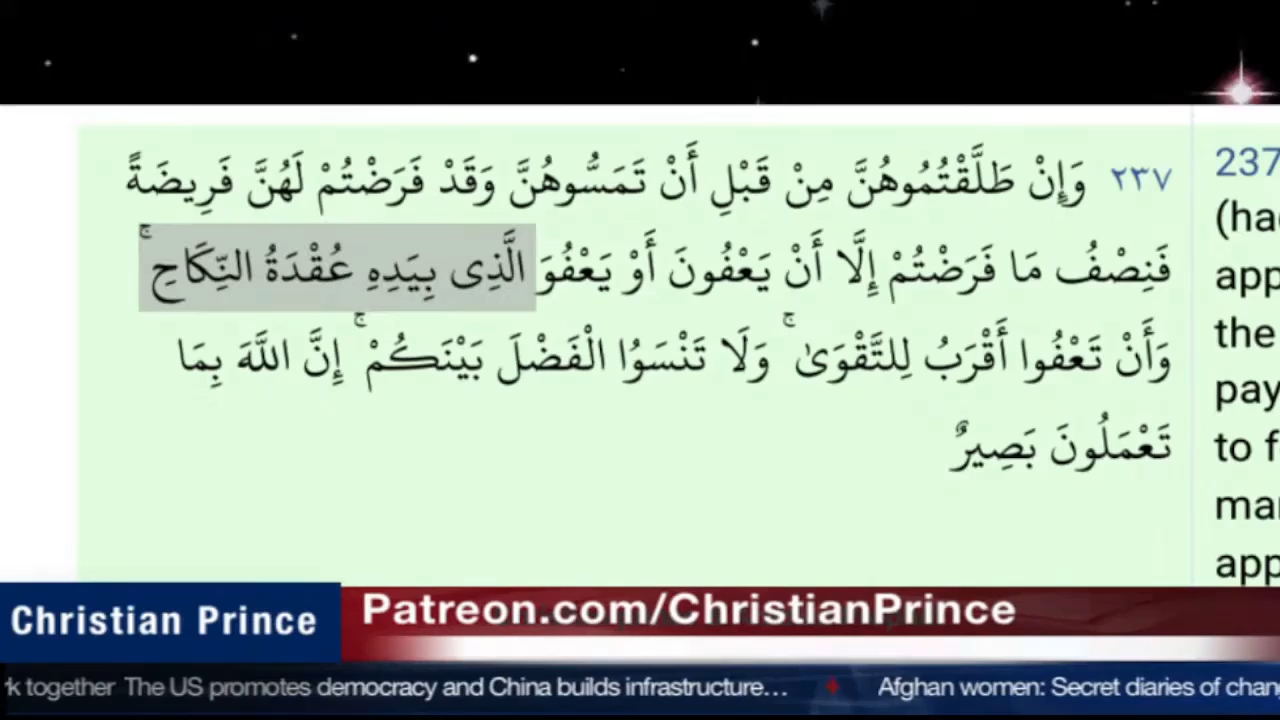 ٢٣٧ وَإِنْ طَلَّقْتُمُوهُنَّ مِنْ قَبْلِ أَنْ تَمَسُّوهُنَّ وَقَدْ فَرَضْتُمْ لَهُنَّ فَرِيضَةً
فَنِصْفُ مَا فَرَضْتُمْ إِلَّا أَنْ يَعْفُونَ أَوْ يَعْفُوَ الَّذِى بِيَدِهِ عُقْدَةُ النِّكَاحِ ۚ
وَأَنْ تَعْفُوا أَقْرَبُ لِلتَّقْوَىٰ ۚ وَلَا تَنْسَوُا الْفَضْلَ بَيْنَكُمْ ۚ إِنَّ اللَّهَ بِمَا
تَعْمَلُونَ بَصِيرٌ
237
(ha
app
the
pay
to f
ma
app
Christian Prince
Patreon.com/ChristianPrince
k together The US promotes democracy and China builds infrastructure... Afghan women: Secret diaries of chan